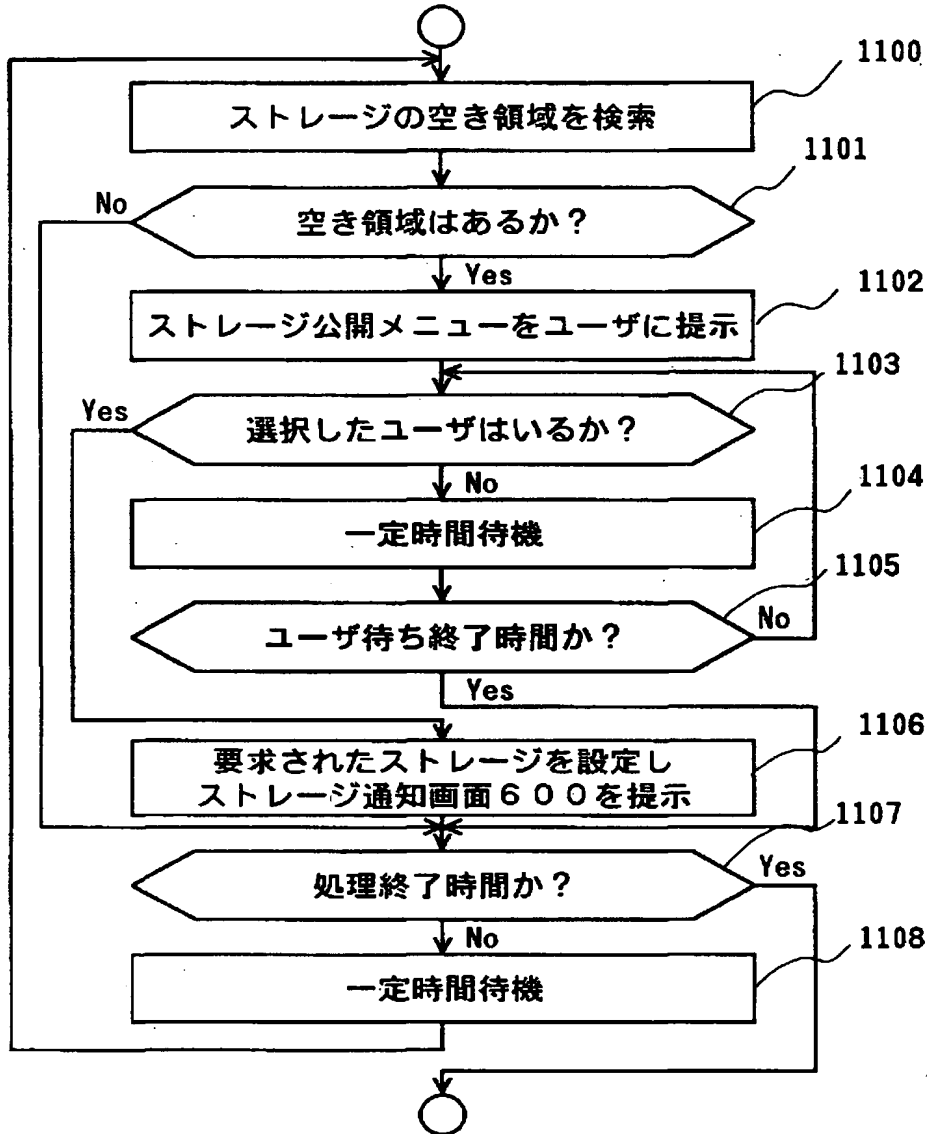 1100
ストレージの空き領域を検索
1101
No
空き領域はあるか？
Yes
1102
ストレージ公開メニューをユーザに提示
1103
Yes
選択したユーザはいるか？
No
1104
一定時間待機
1105
ユーザ待ち終了時間か？
No
Yes
1106
要求されたストレージを設定し
ストレージ通知画面６００を提示
1107
処理終了時間か？
Yes
No
1108
一定時間待機